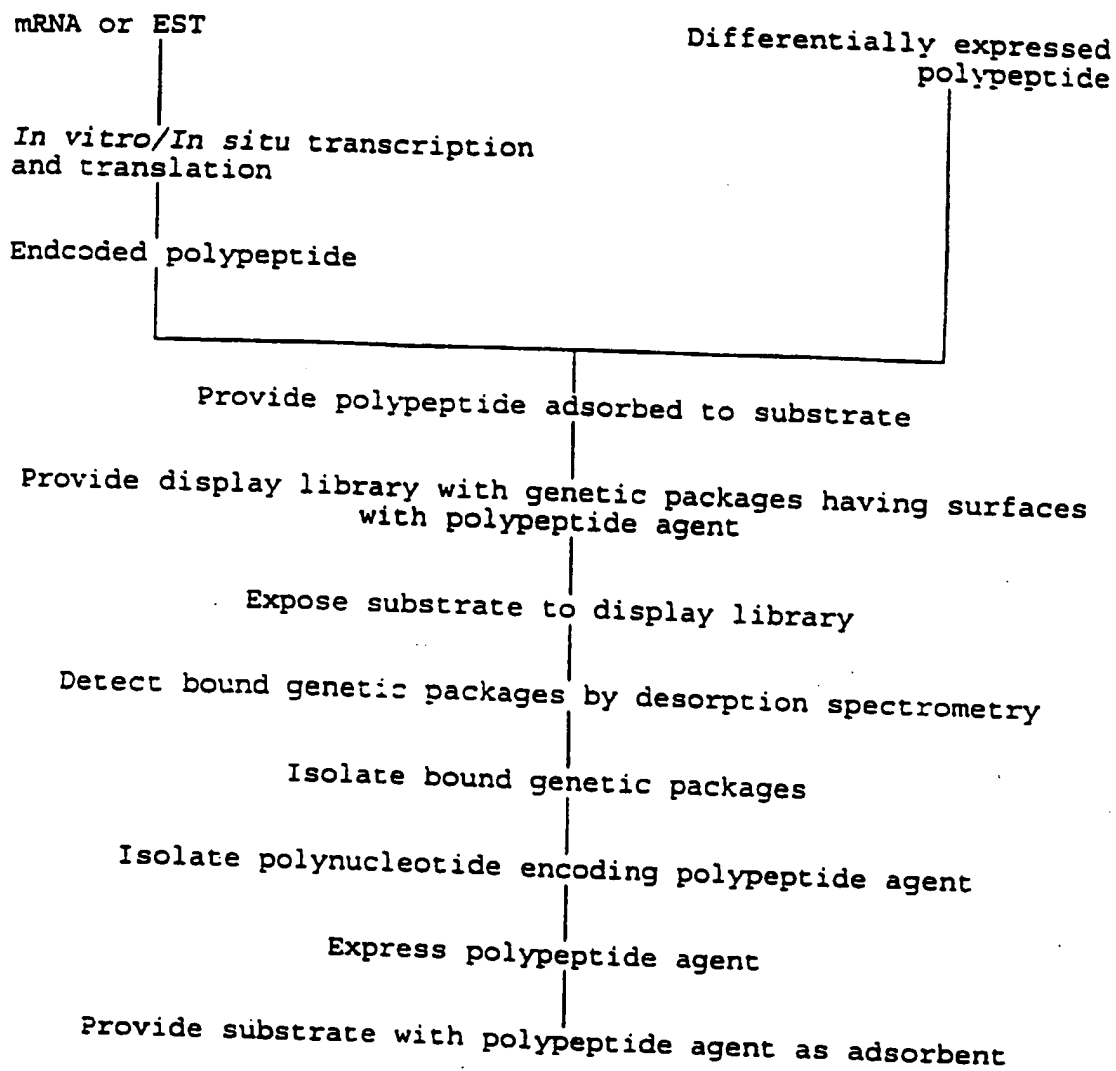 mRNA or EST
Differentially expressed
polypeptide
In vitro/In situ transcription
and translation
Endcoded polypeptide
Provide polypeptide adsorbed to substrate
Provide display library with genetic packages having surfaces
with polypeptide agent
Expose substrate to display library
Detect bound genetic packages by desorption spectrometry
Isolate bound genetic packages
Isolate polynucleotide encoding polypeptide agent
Express polypeptide agent
Provide substrate with polypeptide agent as adsorbent